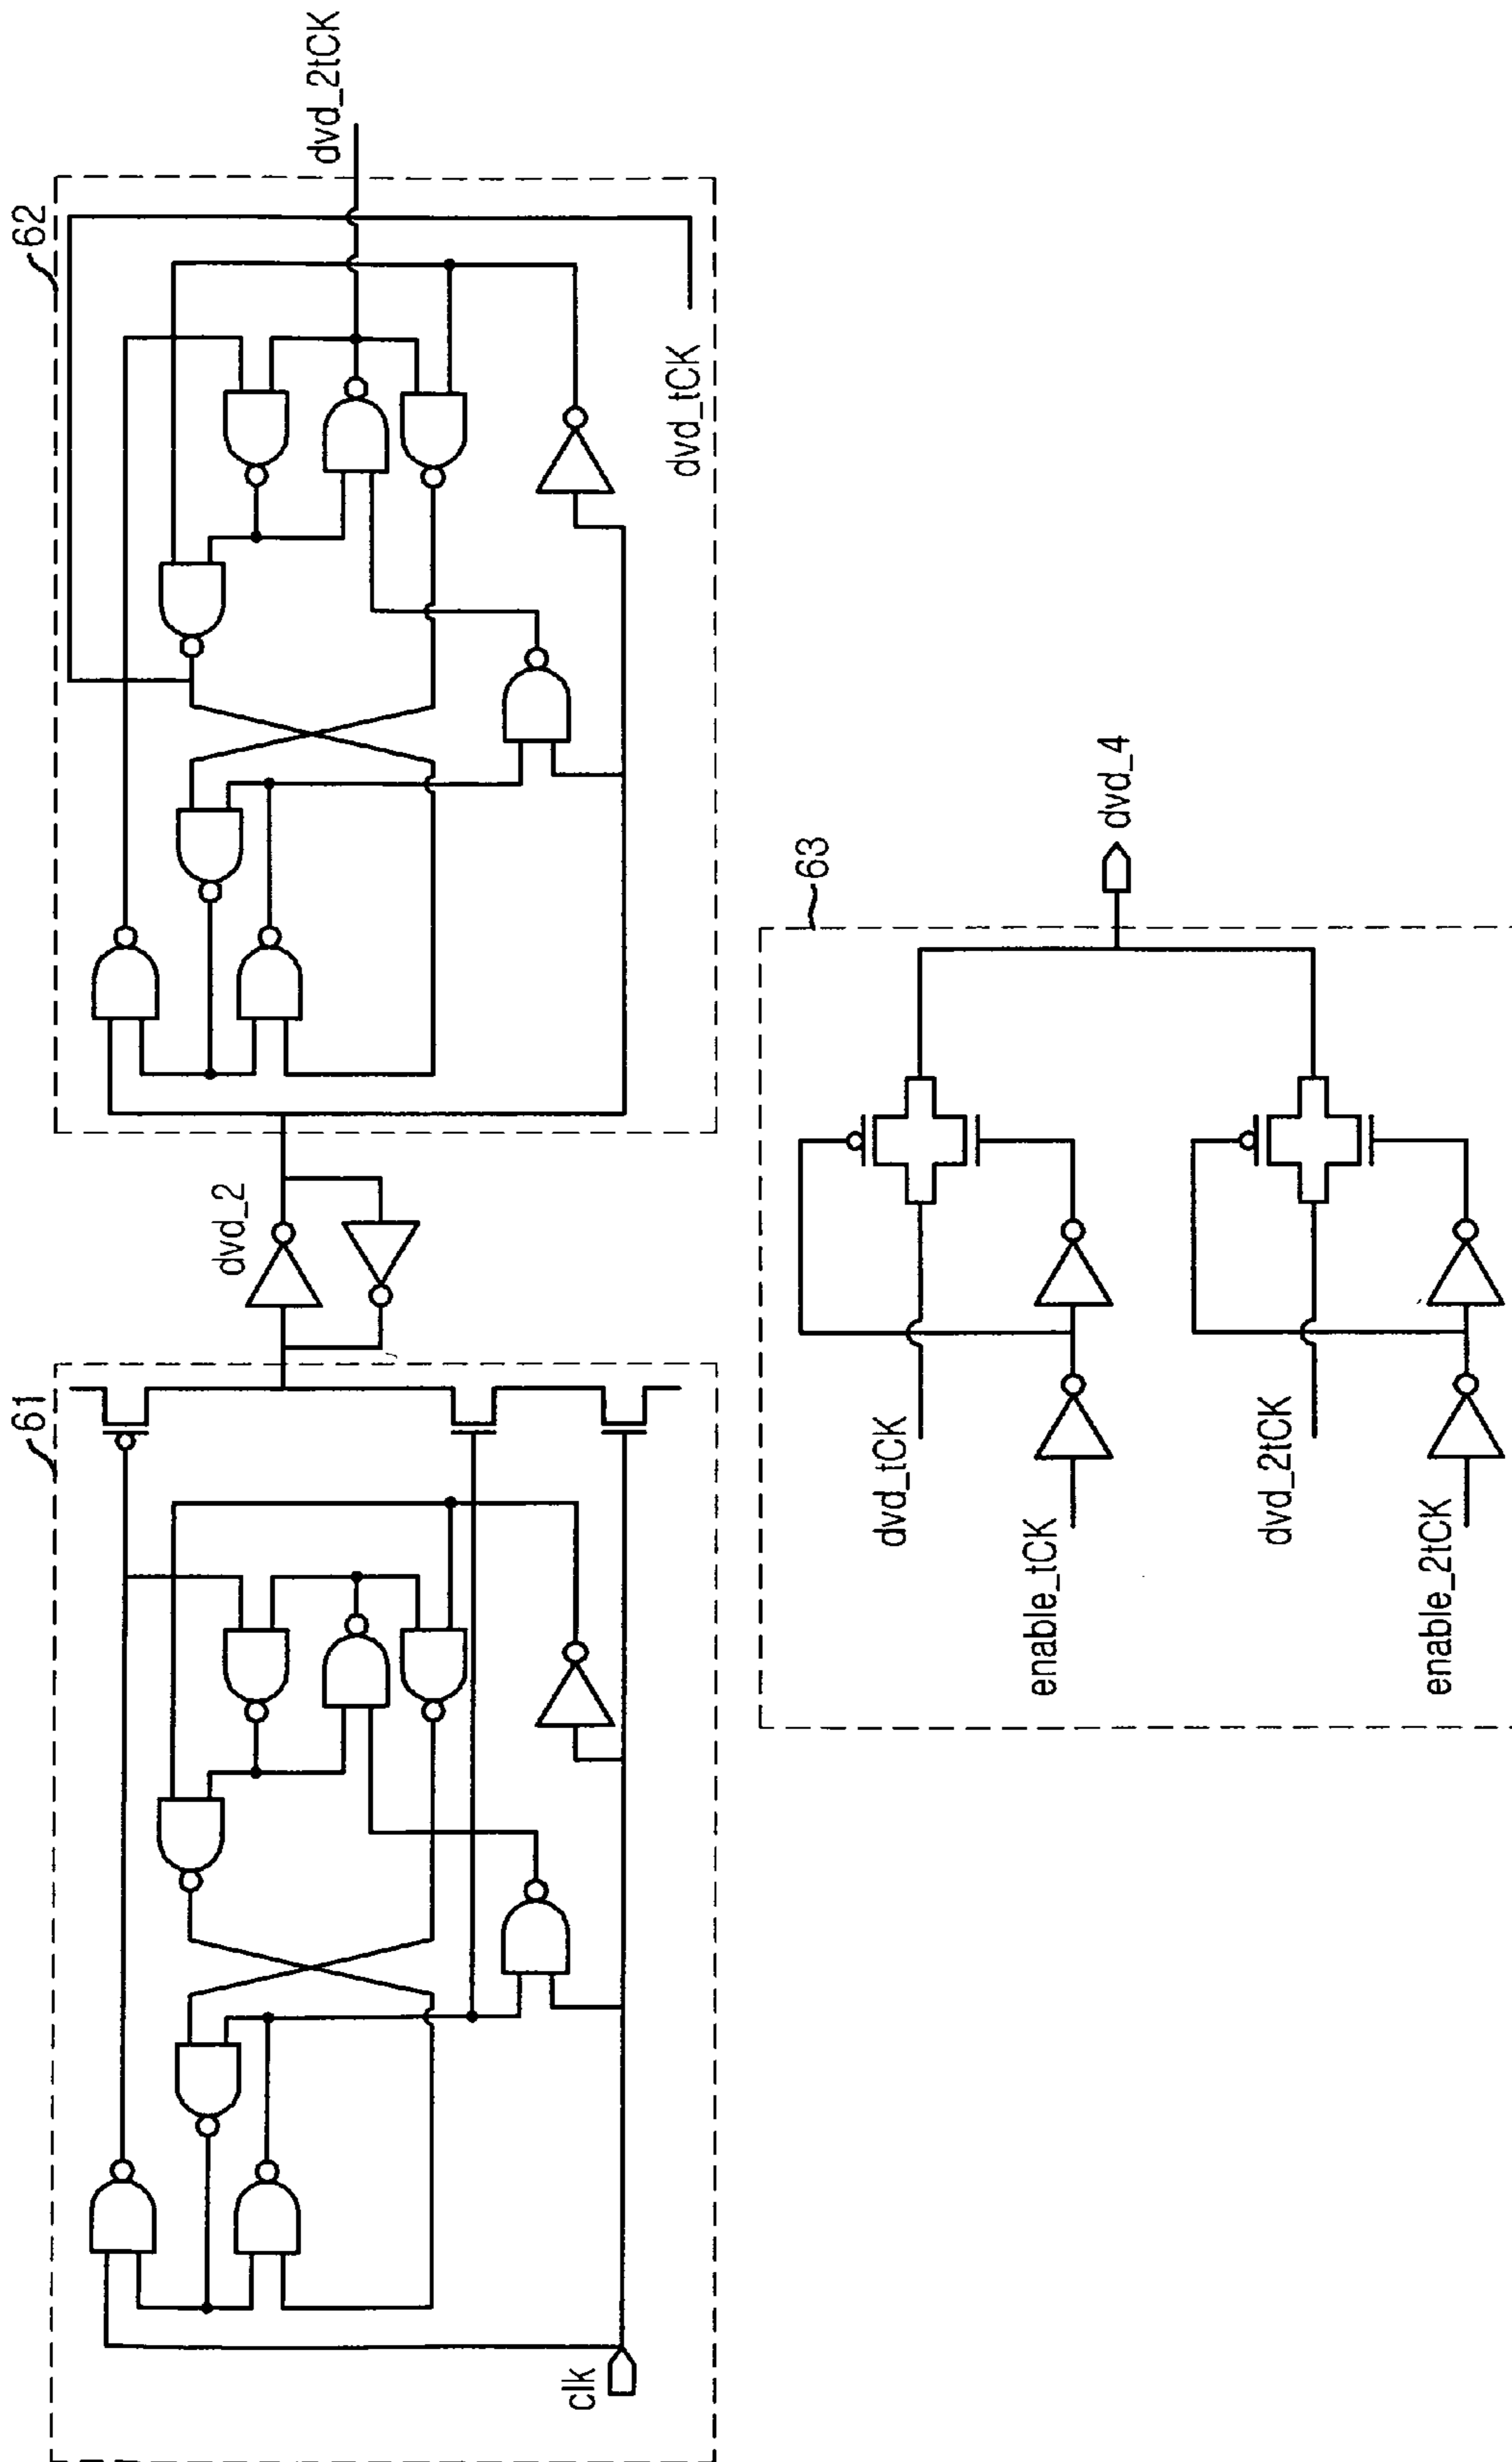 61
62
clk
dvd_2
dvd_2tCK
dvd_tCK
63
dvd_tCK
enable_tCK
dvd_2tCK
enable_2tCK
dvd_4